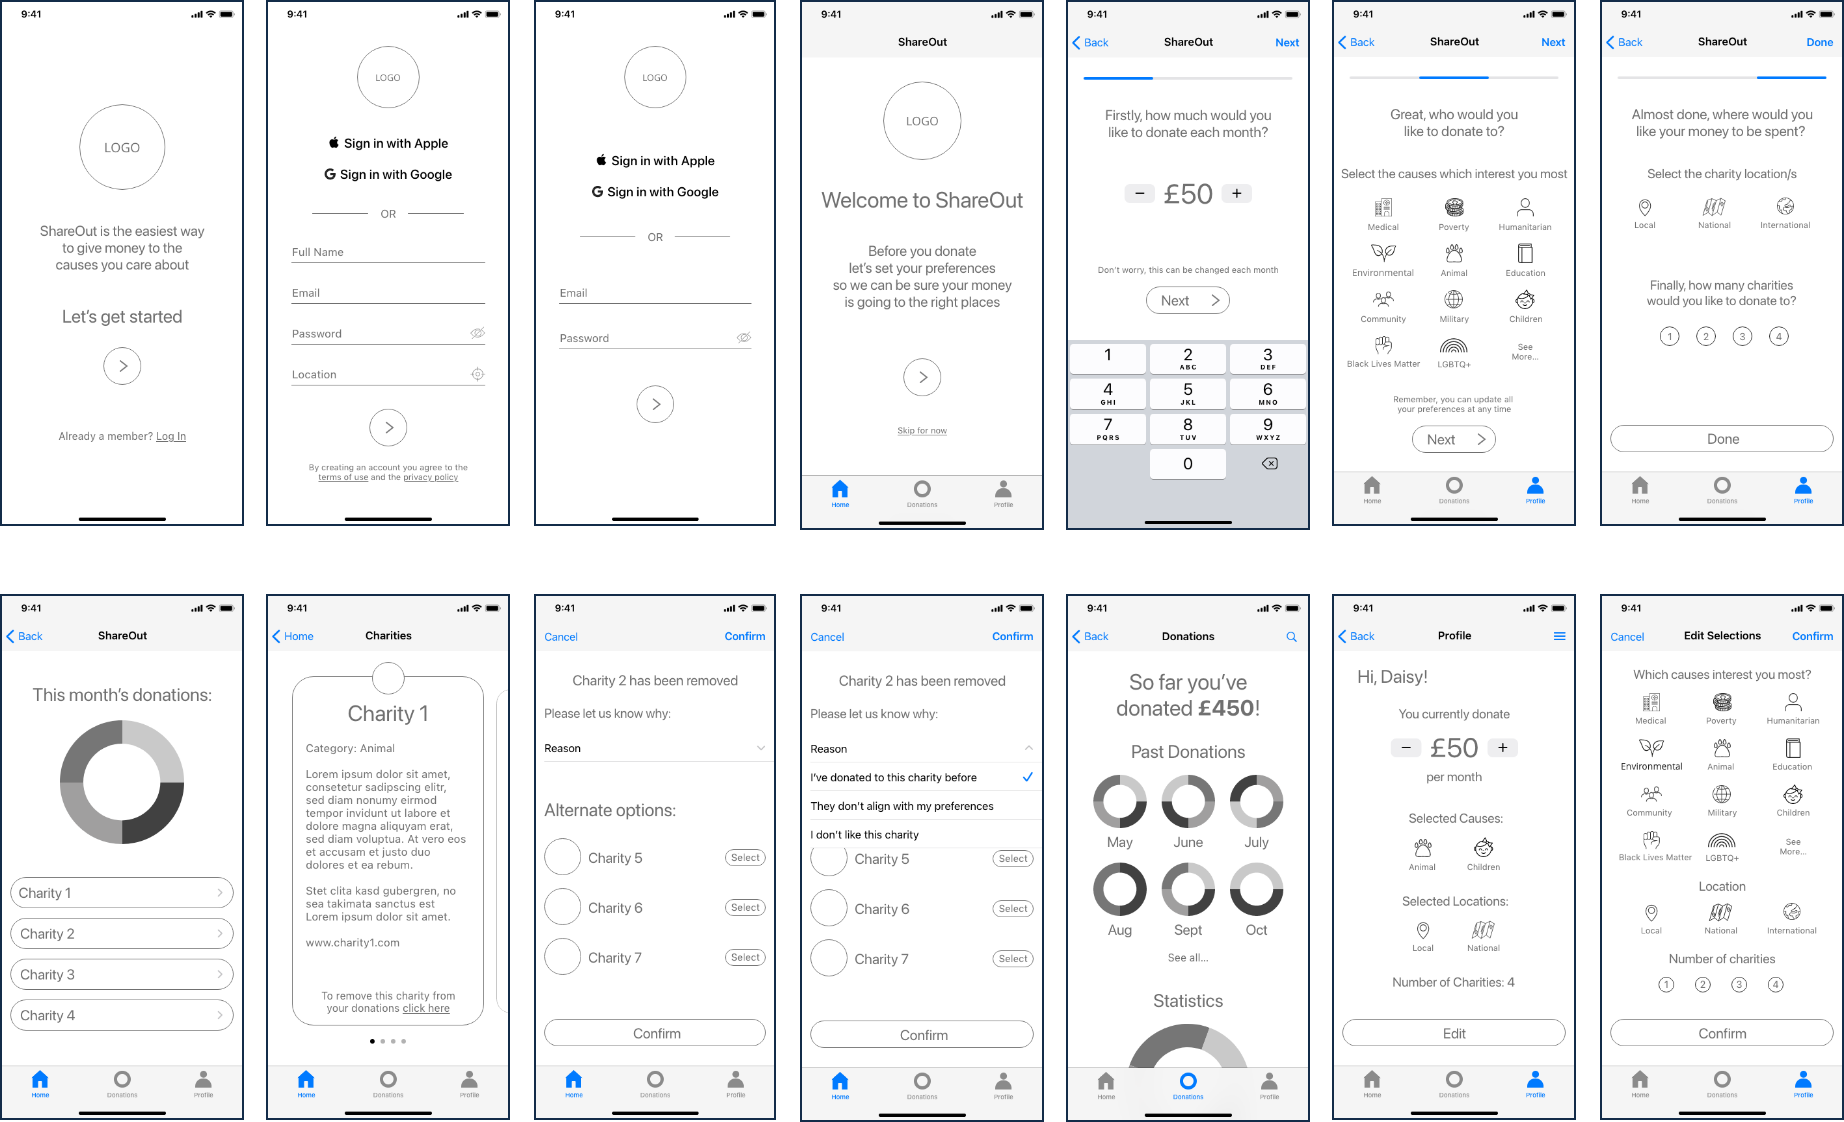 9:41
LOGO
ShareOut is the easiest way
to give money to the
causes you care about
Let's get started
Already a member? Log In
9:41
LOGO
Sign in with Apple
Sign in with Google
OR
Full Name
Email
Password
Location
By creating an account you agree to the
terms of use and the privacy policy
9:41
LOGO
Sign in with Apple
Sign in with Google
OR
Email
Password
9:41
ShareOut
LOGO
Welcome to ShareOut
Before you donate
let's set your preferences
so we can be sure your money
is going to the right places
Skip for now
Home Donations Profile
9:41
Back ShareOut Next
Firstly, how much would you
like to donate each month?
− £50 +
Don't worry, this can be changed each month
Next
1 2 3
ABC DEF
4 5 6
GHI JKL MNO
7 8 9
PQRS TUV WXYZ
0
9:41
Back ShareOut Next
Great, who would you
like to donate to?
Select the causes which interest you most
Medical Poverty Humanitarian
Environmental Animal Education
Community Military Children
Black Lives Matter LGBTQ+ See
More...
Remember, you can update all
your preferences at any time
Next
Home Donations Profile
9:41
Back ShareOut Done
Almost done, where would you
like your money to be spent?
Select the charity location/s
Local National International
Finally, how many charities
would you like to donate to?
1 2 3 4
Done
Home Donations Profile
9:41
Back ShareOut
This month's donations:
Charity 1
Charity 2
Charity 3
Charity 4
Home Donations Profile
9:41
Home Charities
Charity 1
Category: Animal
Lorem ipsum dolor sit amet,
consetetur sadipscing elitr,
sed diam nonumy eirmod
tempor invidunt ut labore et
dolore magna aliquyam erat,
sed diam voluptua. At vero eos
et accusam et justo duo
dolores et ea rebum.
Stet clita kasd gubergren, no
sea takimata sanctus est
Lorem ipsum dolor sit amet.
www.charity1.com
To remove this charity from
your donations click here
Home Donations Profile
9:41
Cancel Confirm
Charity 2 has been removed
Please let us know why:
Reason
Alternate options:
Charity 5 Select
Charity 6 Select
Charity 7 Select
Confirm
Home Donations Profile
9:41
Cancel Confirm
Charity 2 has been removed
Please let us know why:
Reason
I've donated to this charity before
They don't align with my preferences
I don't like this charity
Charity 5 Select
Charity 6 Select
Charity 7 Select
Confirm
Home Donations Profile
9:41
Back Donations
So far you've
donated £450!
Past Donations
May June July
Aug Sept Oct
See all...
Statistics
Home Donations Profile
9:41
Back Profile
Hi, Daisy!
You currently donate
− £50 +
per month
Selected Causes:
Animal Children
Selected Locations:
Local National
Number of Charities: 4
Edit
Home Donations Profile
9:41
Cancel Edit Selections Confirm
Which causes interest you most?
Medical Poverty Humanitarian
Environmental Animal Education
Community Military Children
Black Lives Matter LGBTQ+ See
More...
Location
Local National International
Number of charities
1 2 3 4
Confirm
Home Donations Profile